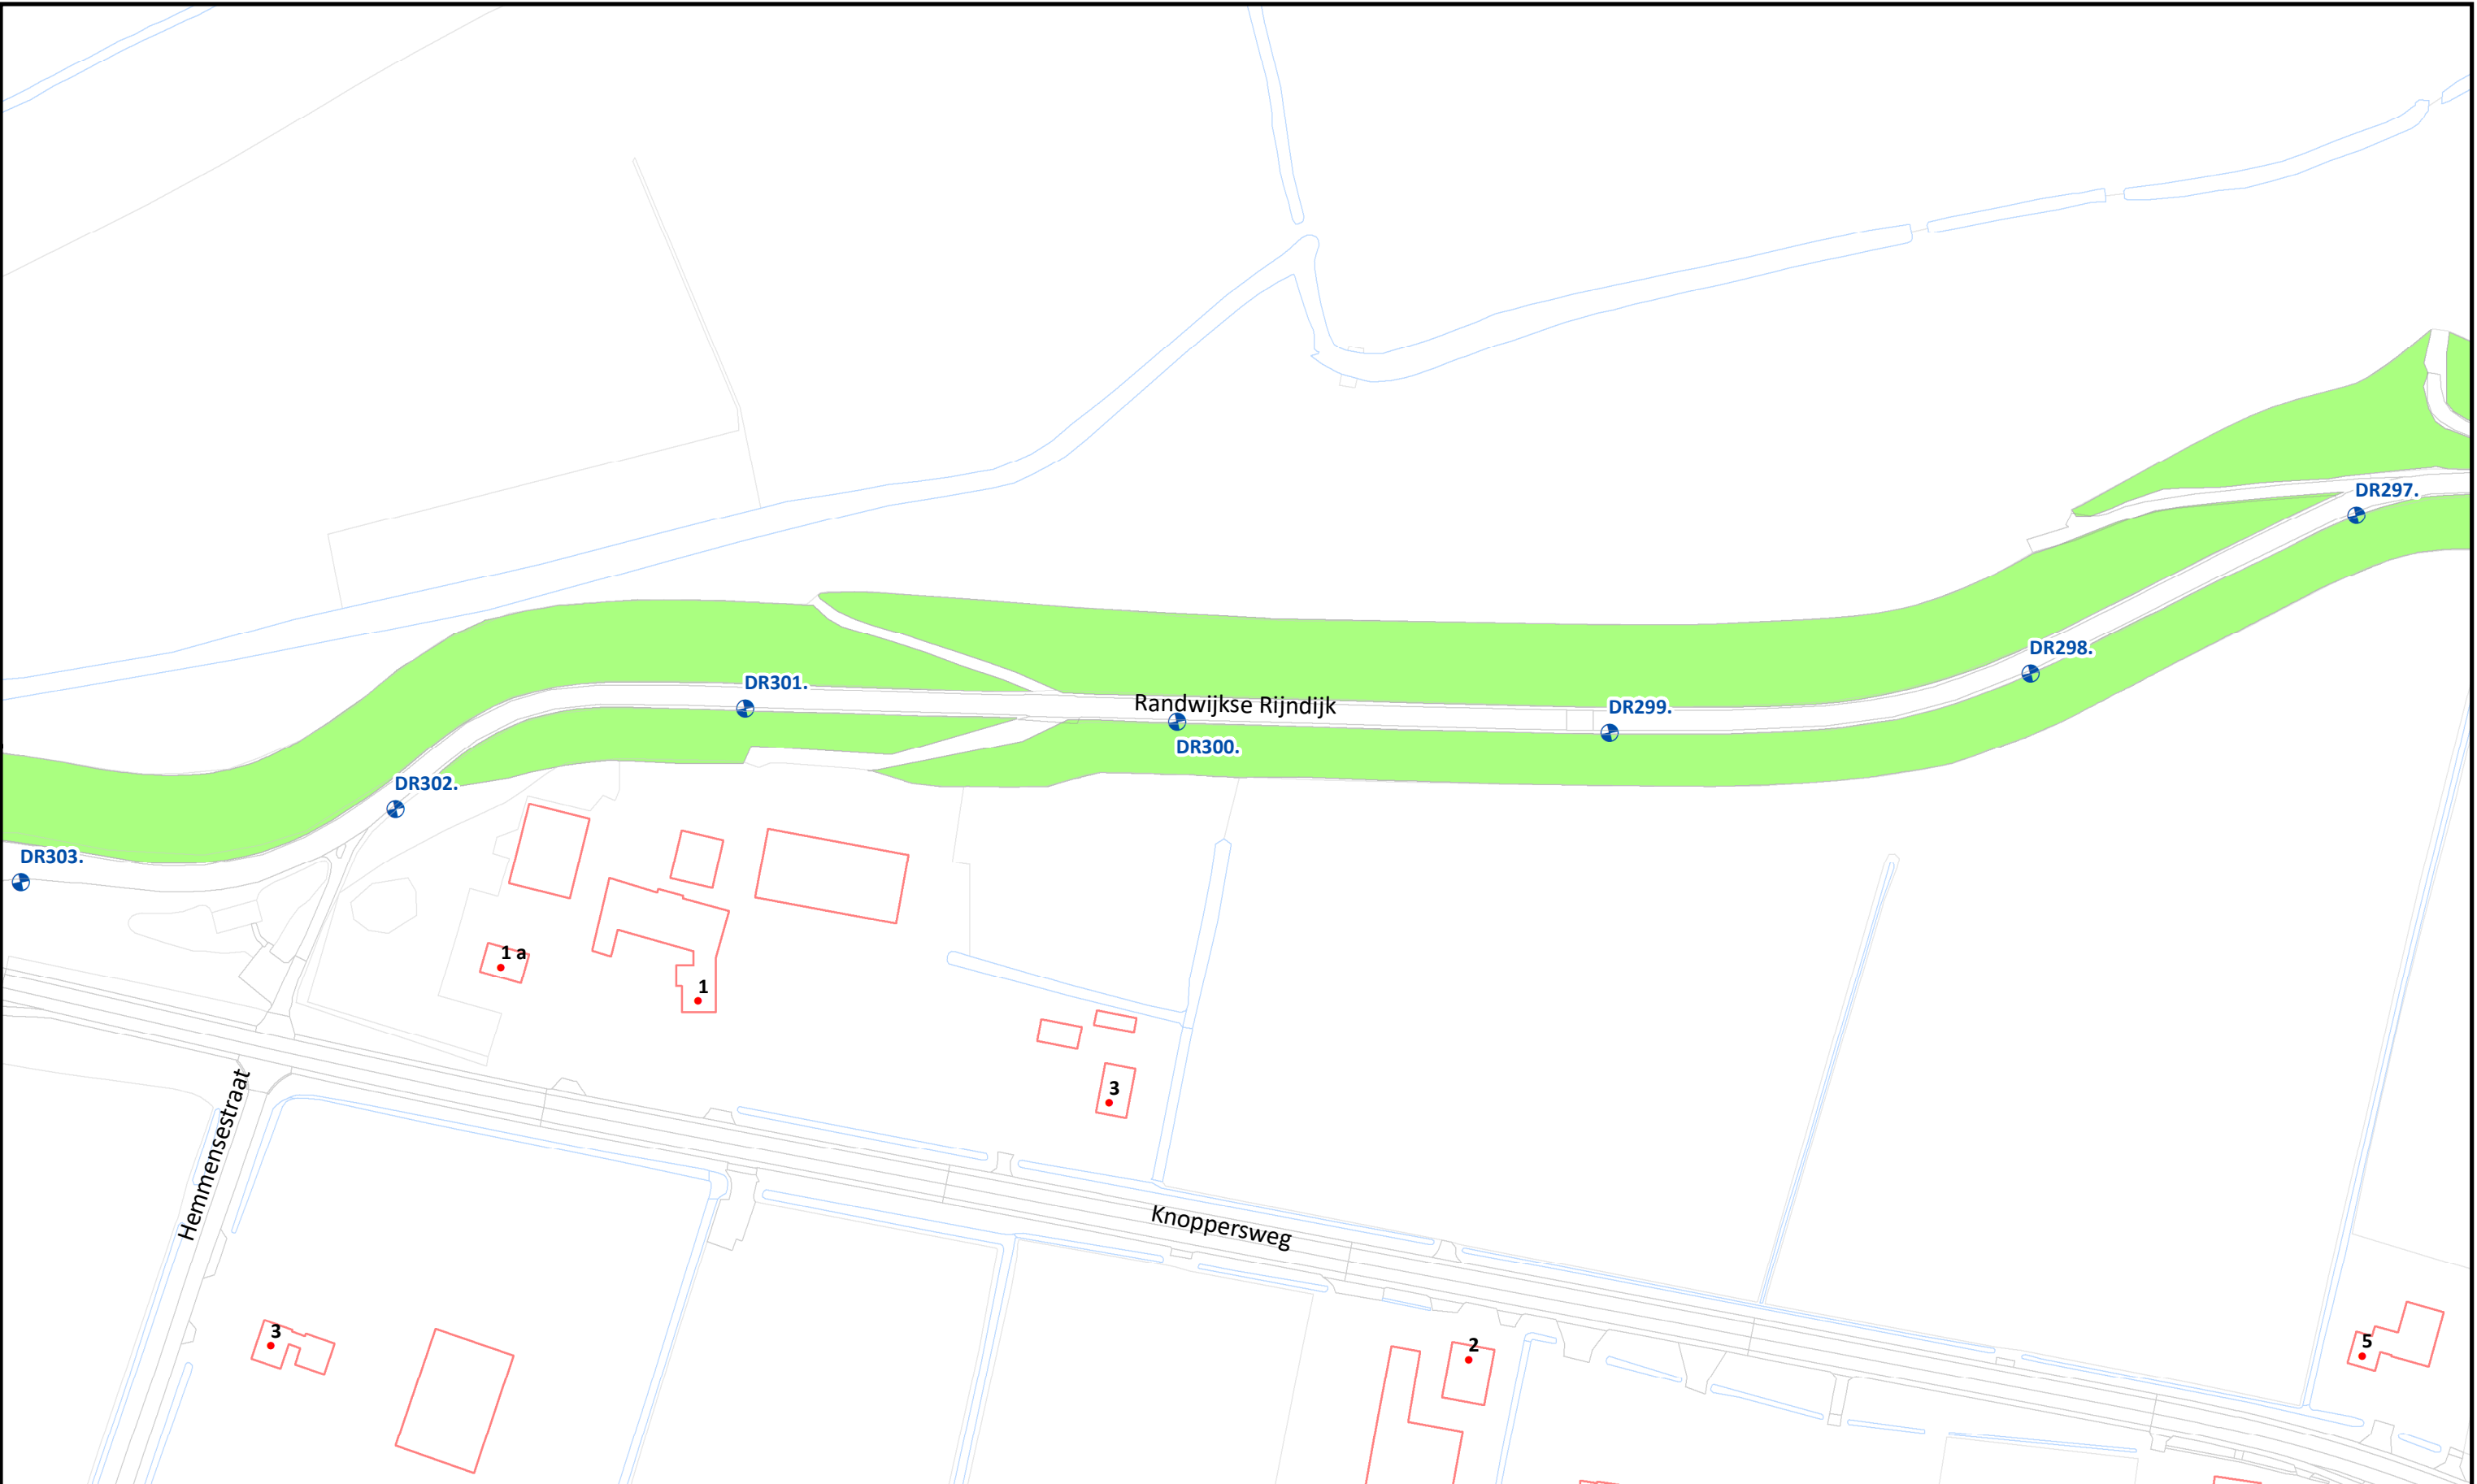 DR297.
DR298.
DR301.
Randwijkse Rijndijk
DR299.
DR300.
DR302.
DR303.
1 a
1
3
Hemmensestraat
Knoppersweg
3
2
5